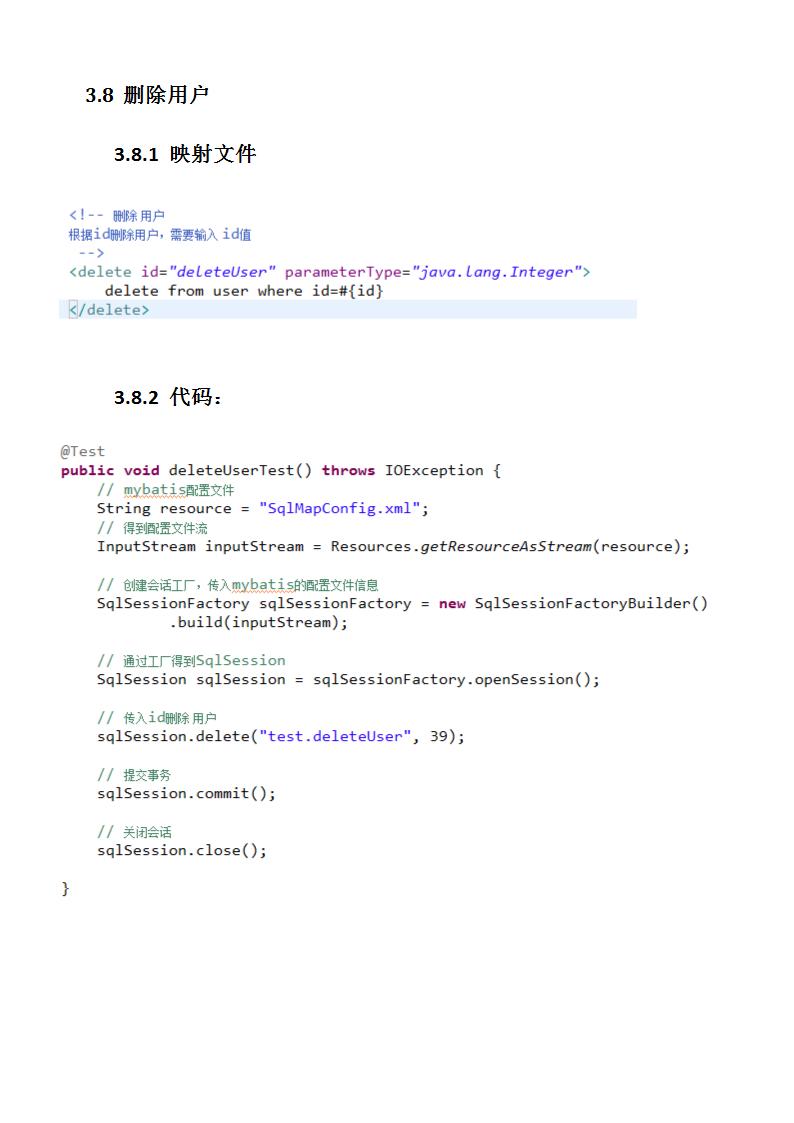 3.8 删除用户
3.8.1 映射文件
<!-- 删除用户
根据id删除用户，需要输入 id值
-->
<delete id="deleteUser" parameterType="java.lang.Integer">
delete from user where id=#{id}
</delete>
3.8.2 代码：
@Test
public void deleteUserTest() throws IOException {
// mybatis配置文件
String resource = "SqlMapConfig.xml";
// 得到配置文件流
InputStream inputStream = Resources.getResourceAsStream(resource);
// 创建会话工厂，传入mybatis的配置文件信息
SqlSessionFactory sqlSessionFactory = new SqlSessionFactoryBuilder()
.build(inputStream);
// 通过工厂得到SqlSession
SqlSession sqlSession = sqlSessionFactory.openSession();
// 传入id删除用户
sqlSession.delete("test.deleteUser", 39);
// 提交事务
sqlSession.commit();
// 关闭会话
sqlSession.close();
}